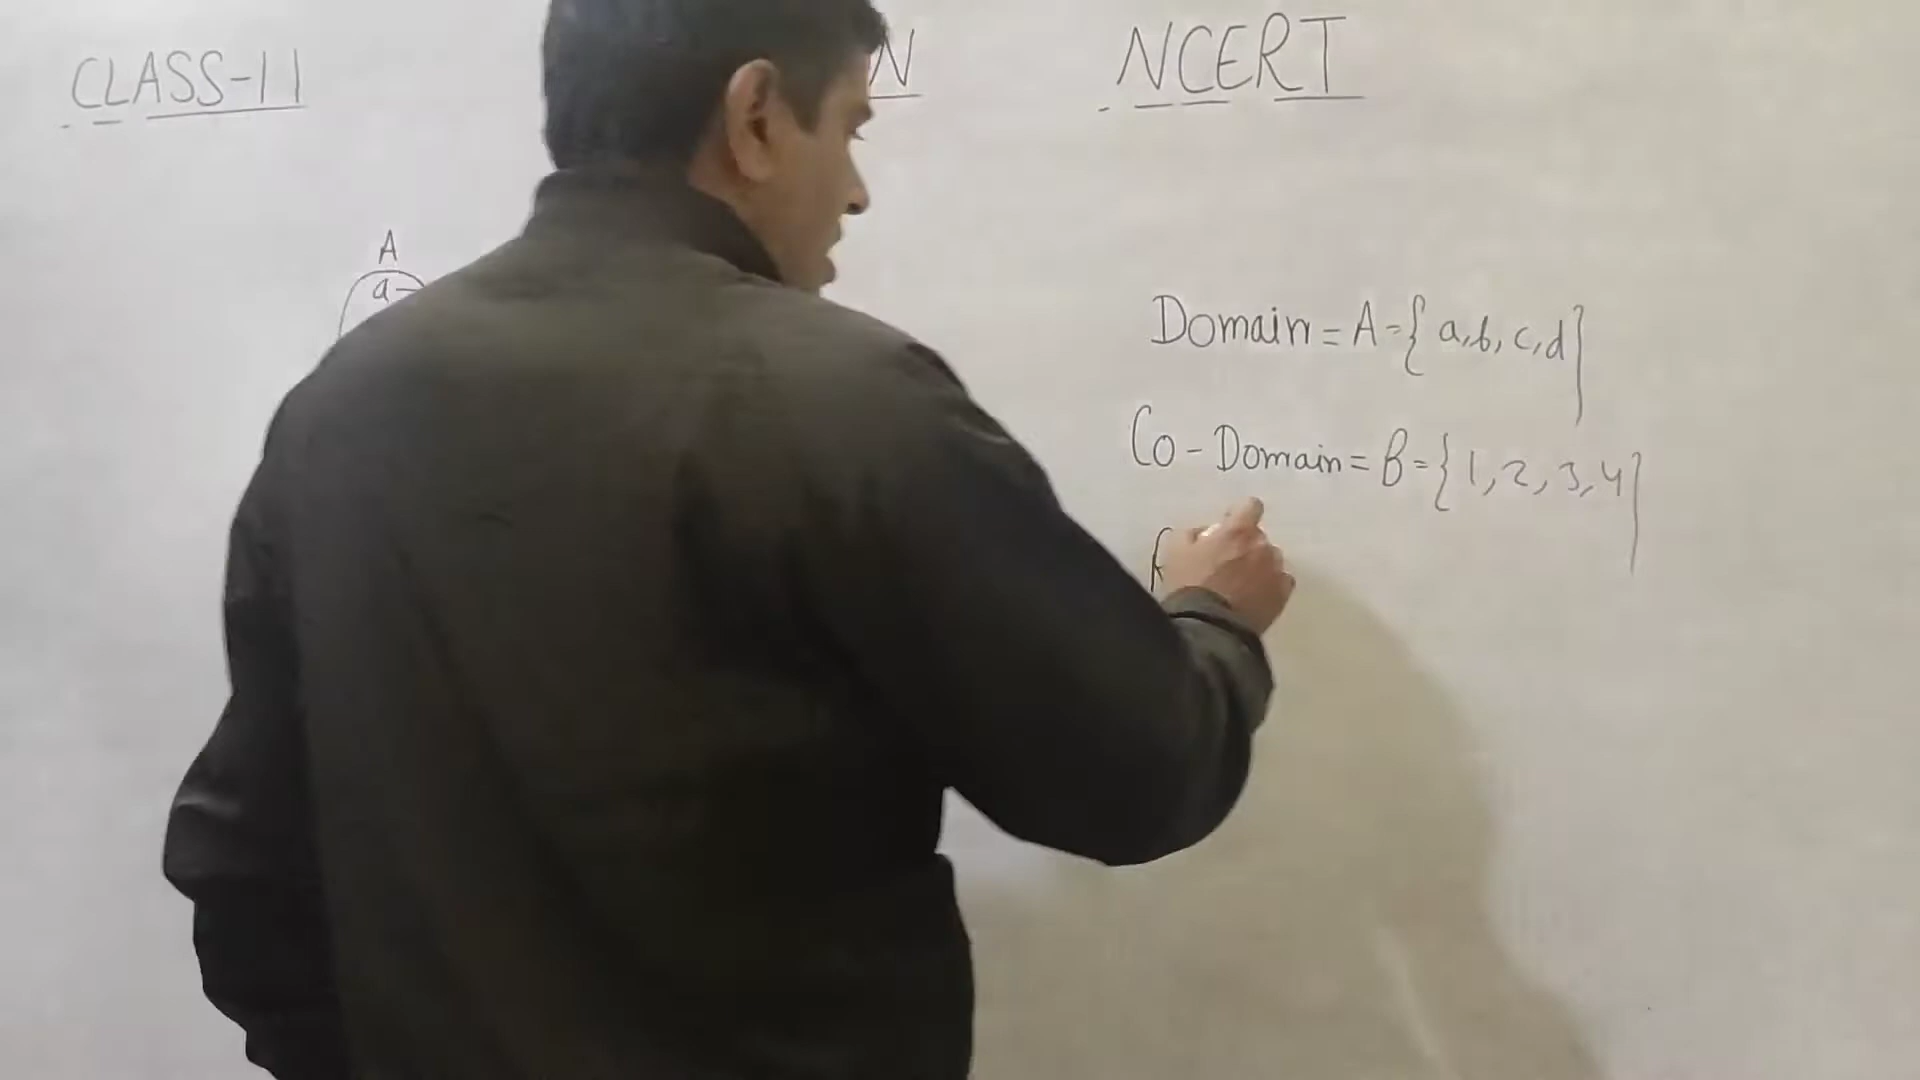 CLASS-11 N NCERT
A
a
Domain = A = { a, b, c, d }
Co-Domain = B = { 1, 2, 3, 4 }